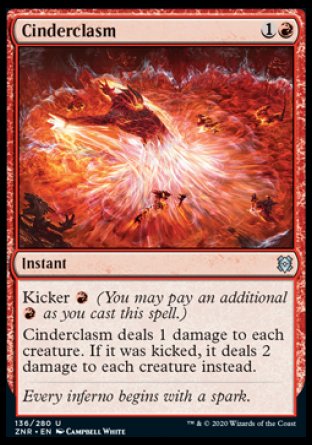 Cinderclasm 1
Instant
Kicker (You may pay an additional
as you cast this spell.)
Cinderclasm deals 1 damage to each
creature. If it was kicked, it deals 2
damage to each creature instead.
Every inferno begins with a spark.
136/280 U
ZNR • EN Campbell White
™ & © 2020 Wizards of the Coast